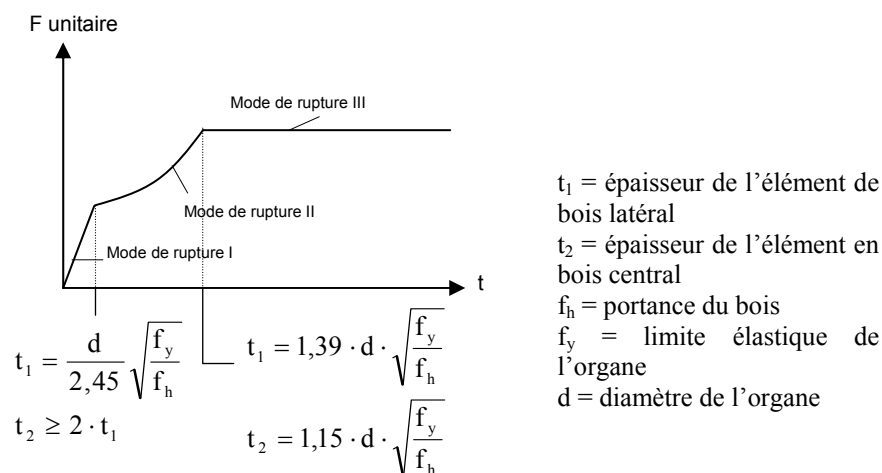 F unitaire
Mode de rupture III
Mode de rupture II
Mode de rupture I
t
t₁ = d/2,45 √(f_y/f_h)
t₂ ≥ 2 · t₁
t₁ = 1,39 · d · √(f_y/f_h)
t₂ = 1,15 · d · √(f_y/f_h)
t₁ = épaisseur de l’élément de
bois latéral
t₂ = épaisseur de l’élément en
bois central
f_h = portance du bois
f_y = limite élastique de
l’organe
d = diamètre de l’organe